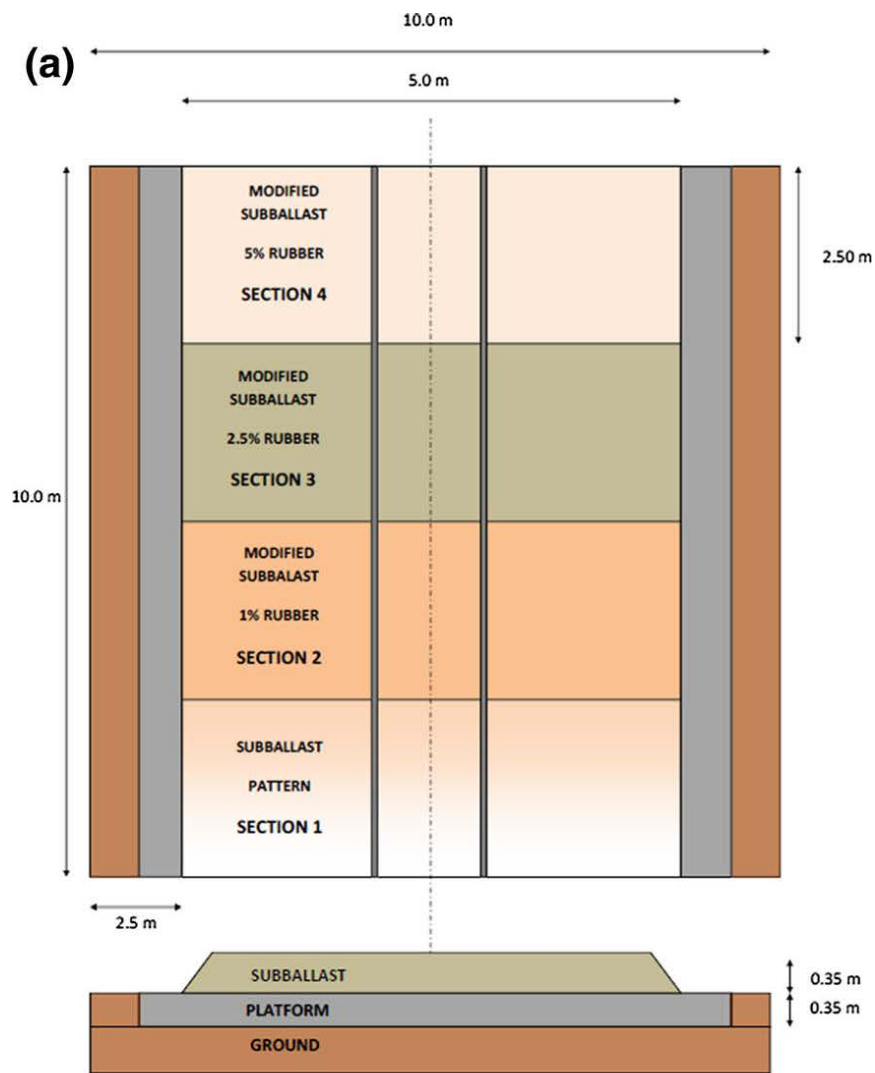 10.0 m
(a)
5.0 m
MODIFIED
SUBBALLAST
5% RUBBER
SECTION 4
2.50 m
MODIFIED
SUBBALLAST
2.5% RUBBER
SECTION 3
10.0 m
MODIFIED
SUBBALAST
1% RUBBER
SECTION 2
SUBBALLAST
PATTERN
SECTION 1
2.5 m
SUBBALLAST
0.35 m
PLATFORM
0.35 m
GROUND